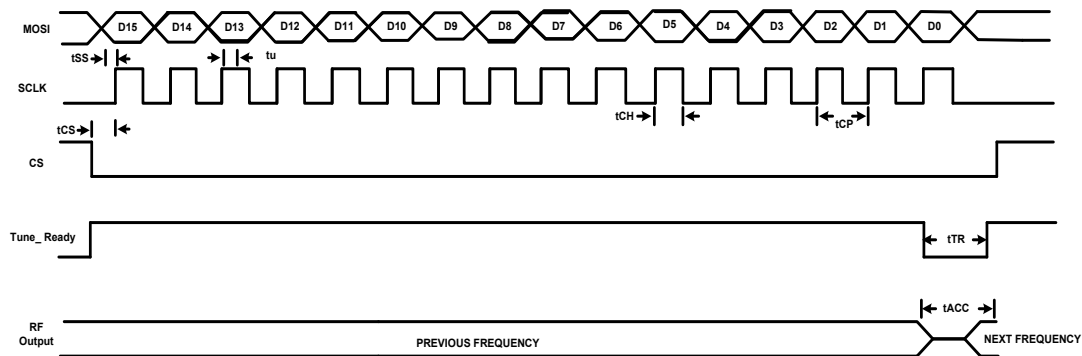 MOSI D15 D14 D13 D12 D11 D10 D9 D8 D7 D6 D5 D4 D3 D2 D1 D0
tSS tu
SCLK
tCS tCH tCP
CS
Tune_ Ready tTR
tACC
RF
Output PREVIOUS FREQUENCY NEXT FREQUENCY